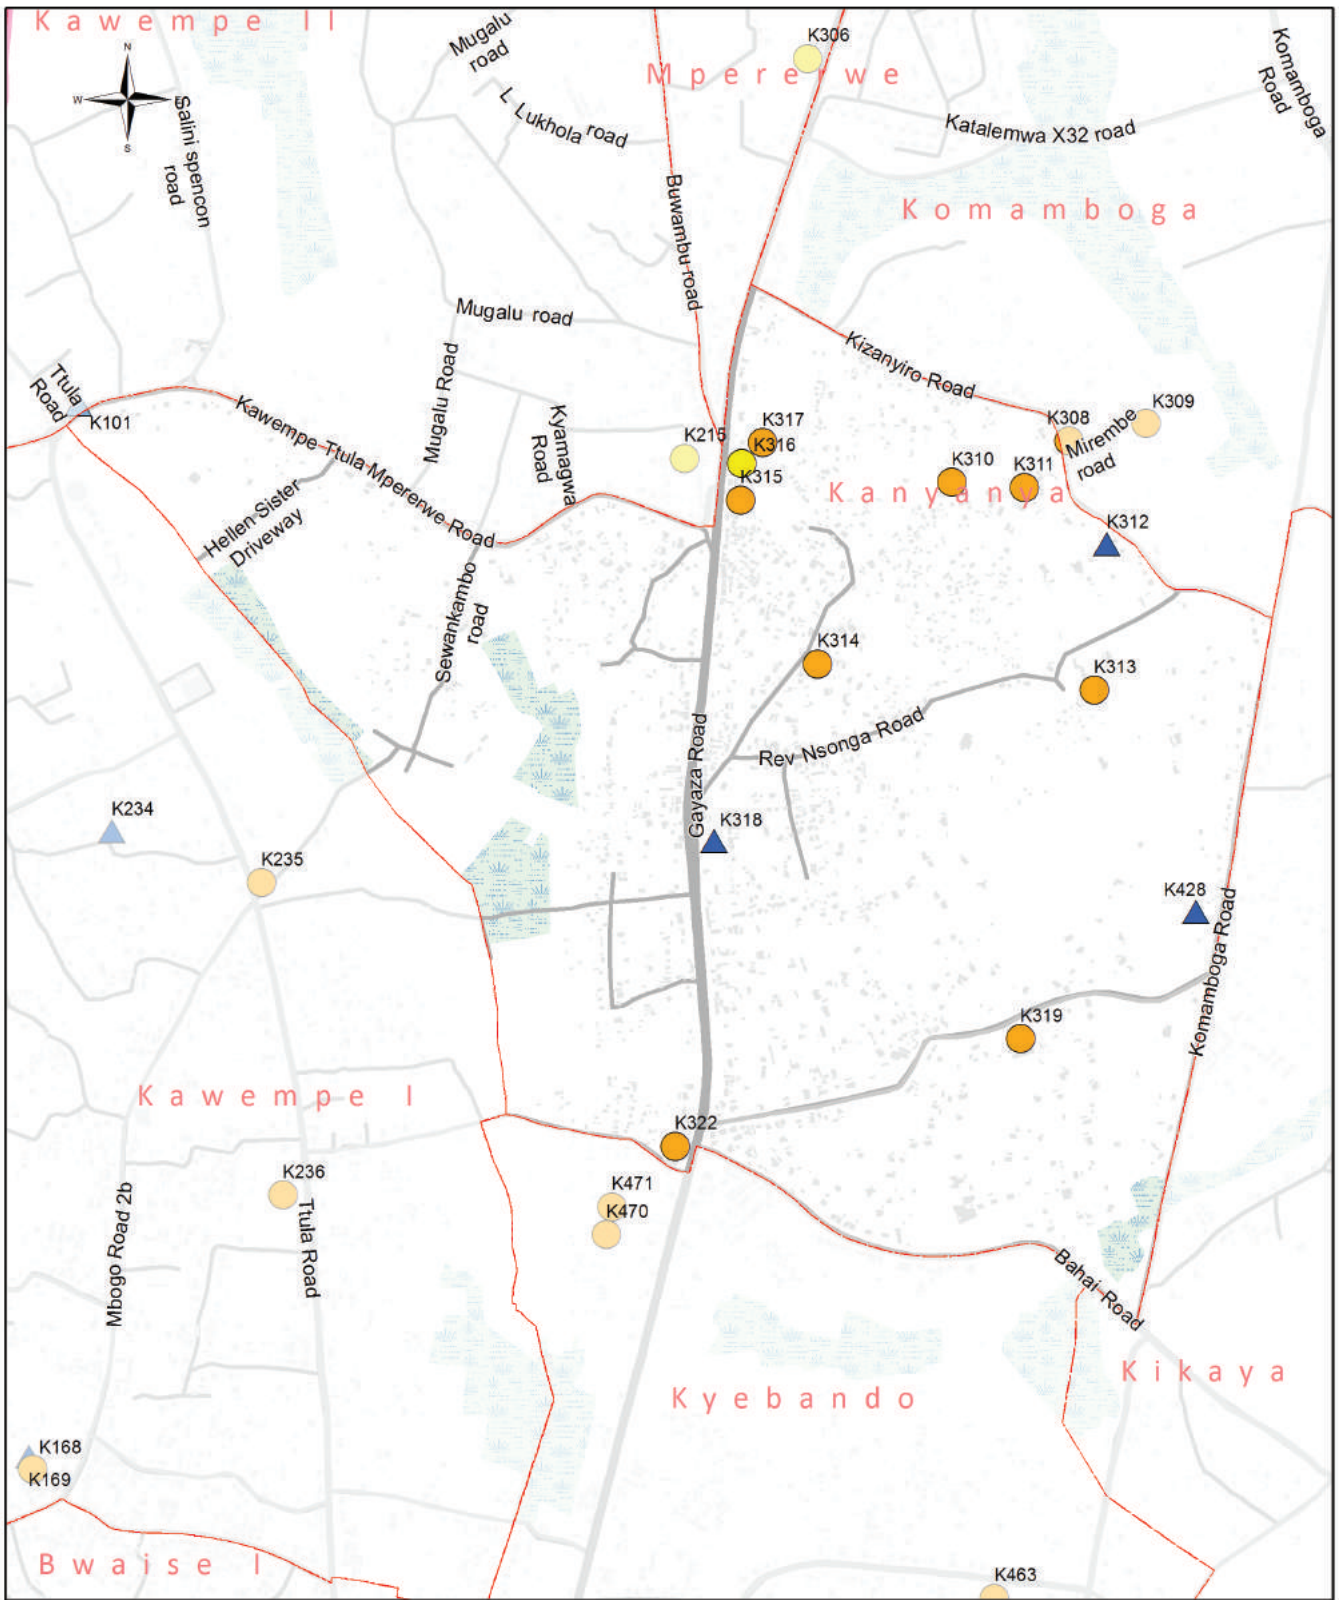 Kawempe II
N
W
E
S
Salini spencon
road
Mugalu
road
L Lukhola road
K306
Mpererwe
Komamboga
Road
Katalemwa X32 road
Komamboga
Buwambu road
Mugalu road
Mugalu Road
Kizanyiro Road
Ttula
Road
K101
Kawempe-Ttula Mperenwe Road
Kyamagwa
Road
K215
K317
K316
K315
K308
K309
Mirembe
road
K310
K311
Kanyanya
K312
Hellen Sister
Driveway
Sewankambo
road
K314
K313
Rev Nsonga Road
Gayaza Road
K318
K234
K235
K428
Komamboga Road
K319
Kawempe I
K322
K236
Ttula Road
Mbogo Road 2b
K471
K470
Bahai Road
Kikaya
Kyebando
K168
K169
Bwaise I
K463